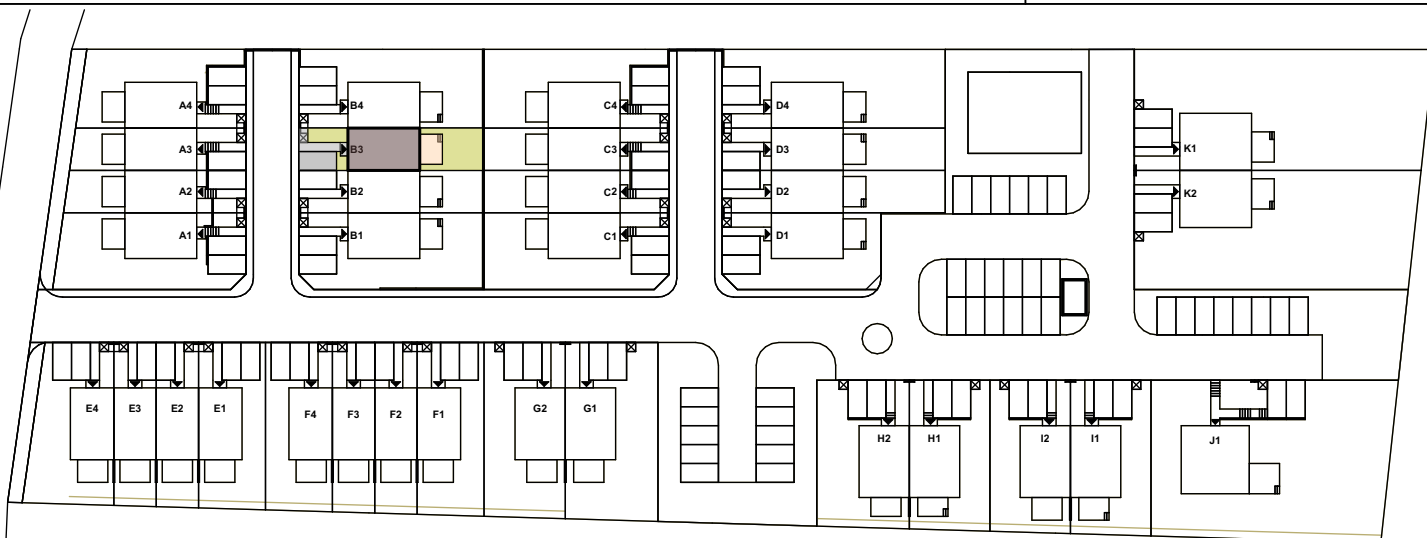 A4 B4 C4 D4
A3 B3 C3 D3 K1
A2 B2 C2 D2 K2
A1 B1 C1 D1
E4 E3 E2 E1 F4 F3 F2 F1 G2 G1
H2 H1 I2 I1 J1